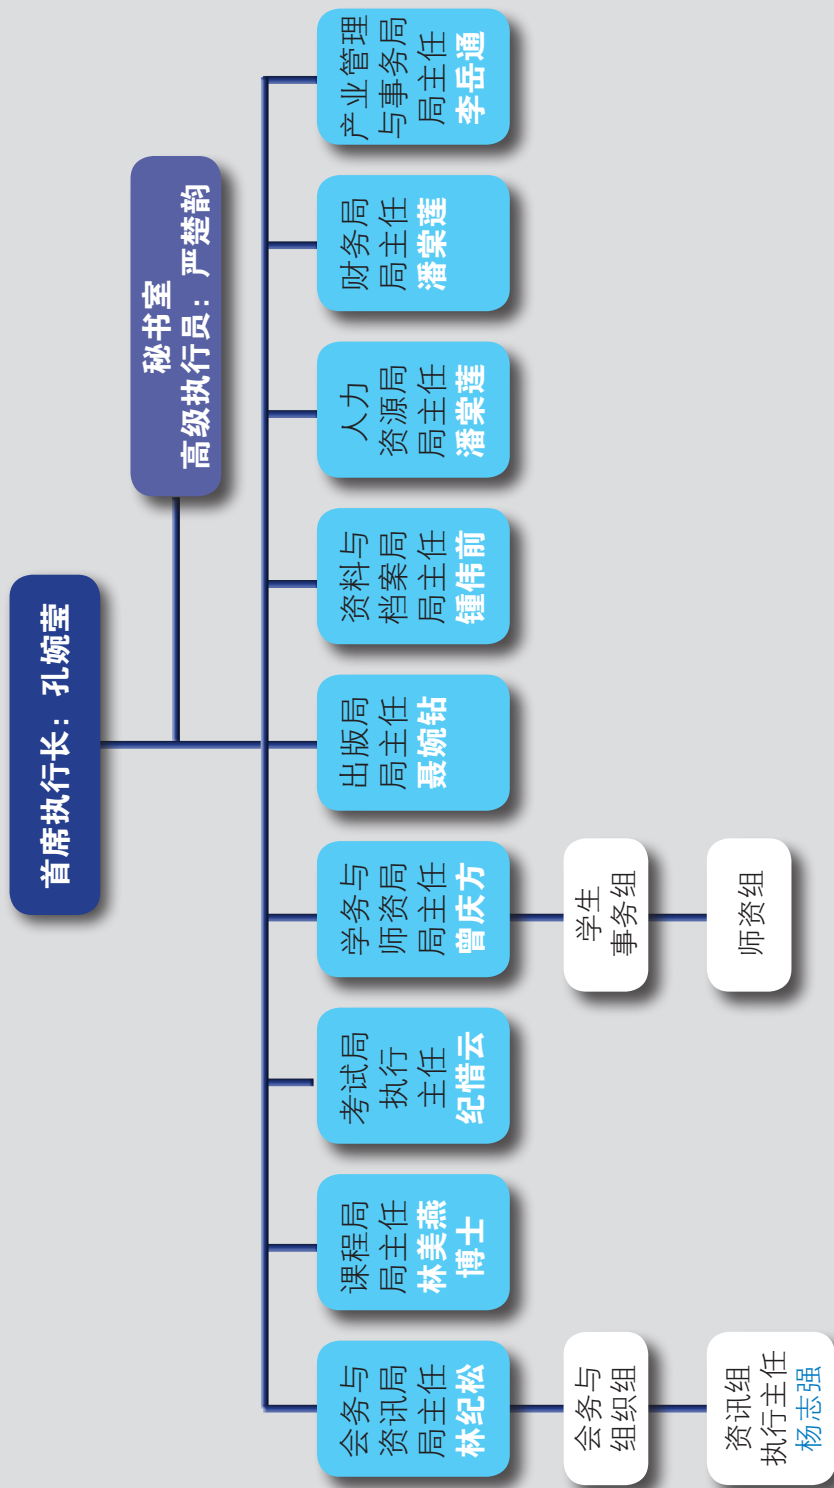 首席执行长：孔婉莹
秘书室
高级执行员：严楚韵
会务与
资讯局
局主任
林纪松
课程局
局主任
林美燕
博士
考试局
执行
主任
纪惜云
学务与
师资局
局主任
曾庆方
出版局
局主任
聂婉钻
资料与
档案局
局主任
锺伟前
人力
资源局
局主任
潘棠莲
财务局
局主任
潘棠莲
产业管理
与事务局
局主任
李岳通
会务与
组织组
资讯组
执行主任
杨志强
学生
事务组
师资组